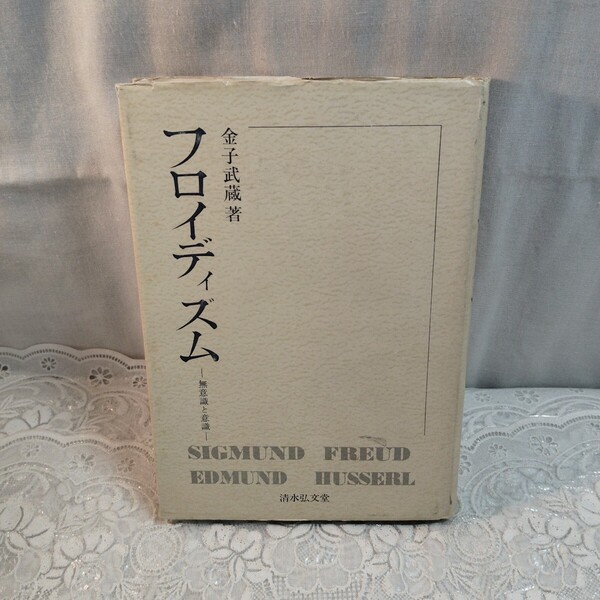 金子武蔵著
フロイディズム
―無意識と意識―
SIGMUND FREUD
EDMUND HUSSERL
清水弘文堂